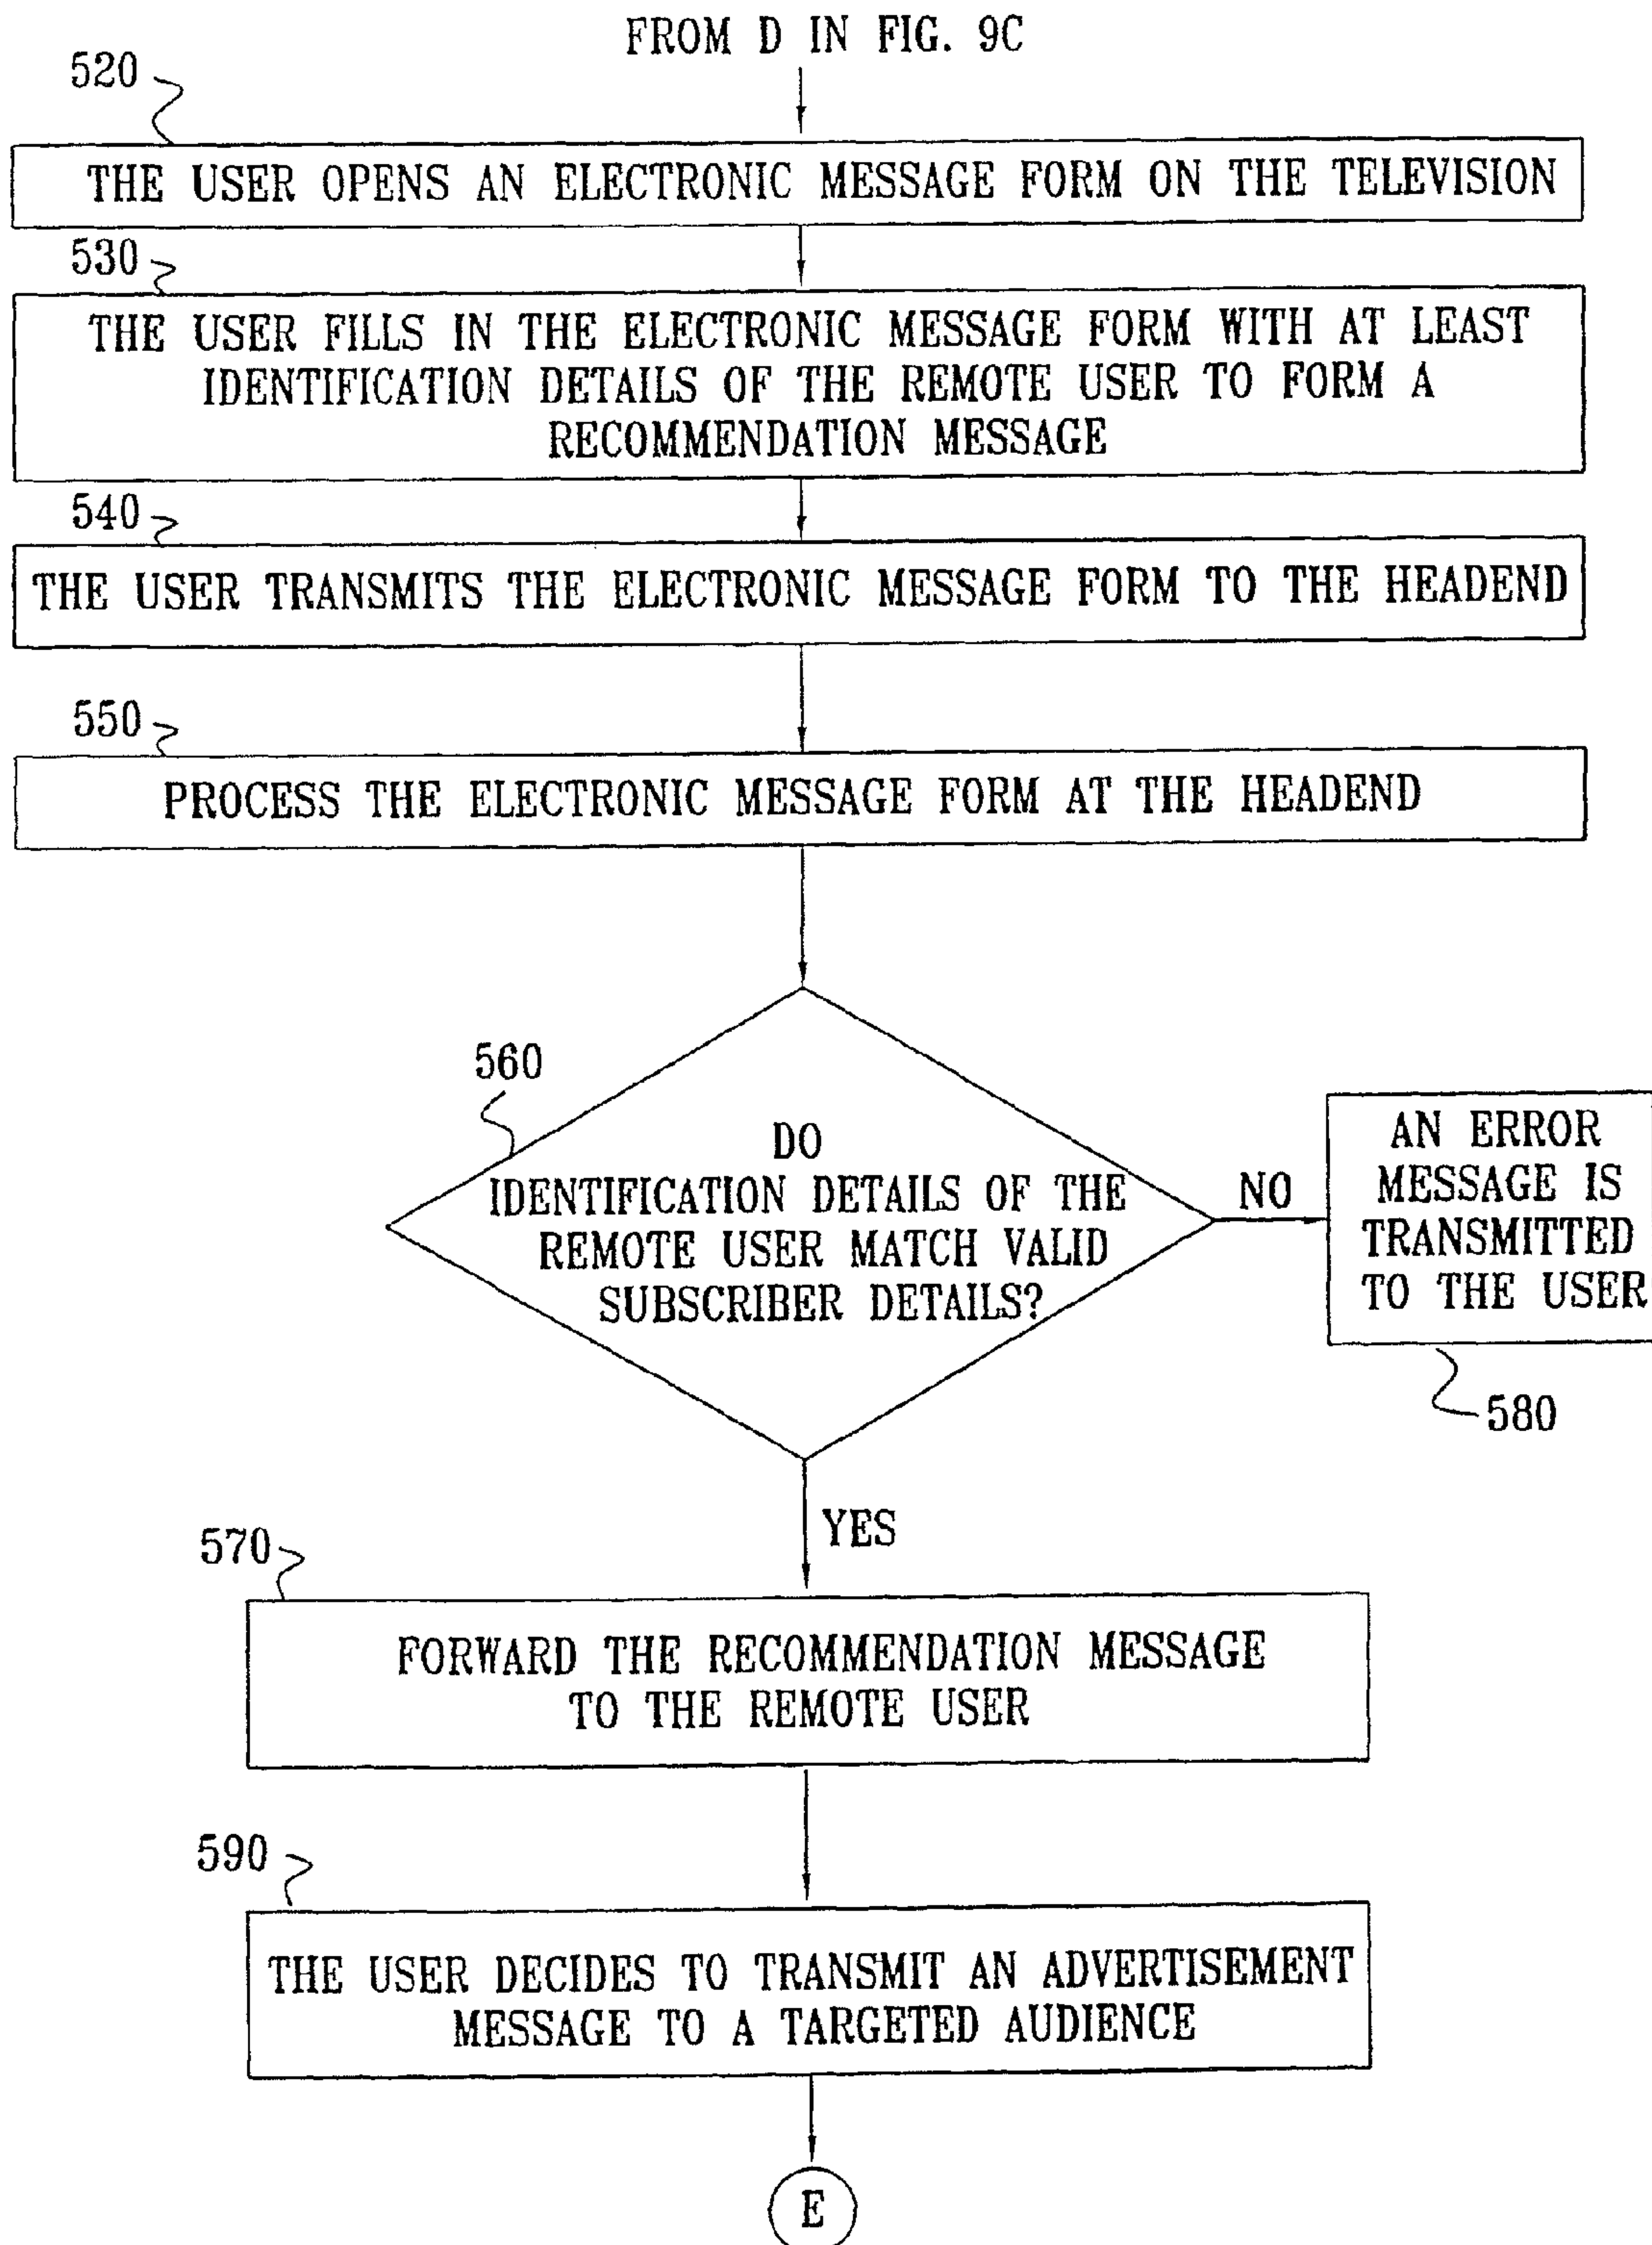 FROM D IN FIG. 9C
520
THE USER OPENS AN ELECTRONIC MESSAGE FORM ON THE TELEVISION
530
THE USER FILLS IN THE ELECTRONIC MESSAGE FORM WITH AT LEAST
IDENTIFICATION DETAILS OF THE REMOTE USER TO FORM A
RECOMMENDATION MESSAGE
540
THE USER TRANSMITS THE ELECTRONIC MESSAGE FORM TO THE HEADEND
550
PROCESS THE ELECTRONIC MESSAGE FORM AT THE HEADEND
560
DO
IDENTIFICATION DETAILS OF THE
REMOTE USER MATCH VALID
SUBSCRIBER DETAILS?
NO
AN ERROR
MESSAGE IS
TRANSMITTED
TO THE USER
580
YES
570
FORWARD THE RECOMMENDATION MESSAGE
TO THE REMOTE USER
590
THE USER DECIDES TO TRANSMIT AN ADVERTISEMENT
MESSAGE TO A TARGETED AUDIENCE
E